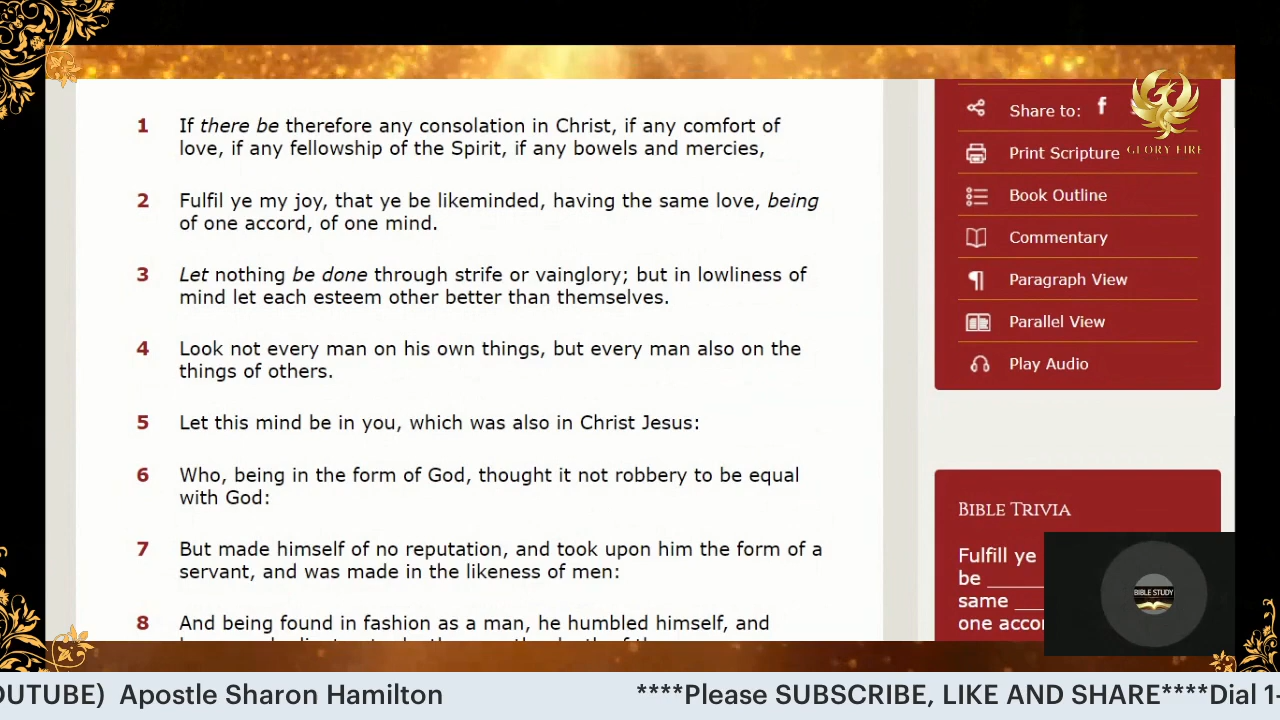 1 If there be therefore any consolation in Christ, if any comfort of
love, if any fellowship of the Spirit, if any bowels and mercies,
2 Fulfil ye my joy, that ye be likeminded, having the same love, being
of one accord, of one mind.
3 Let nothing be done through strife or vainglory; but in lowliness of
mind let each esteem other better than themselves.
4 Look not every man on his own things, but every man also on the
things of others.
5 Let this mind be in you, which was also in Christ Jesus:
6 Who, being in the form of God, thought it not robbery to be equal
with God:
7 But made himself of no reputation, and took upon him the form of a
servant, and was made in the likeness of men:
8 And being found in fashion as a man, he humbled himself, and
Share to: f
GLORY FIRE
Print Scripture
Book Outline
Commentary
Paragraph View
Parallel View
Play Audio
BIBLE TRIVIA
Fulfill ye
be ______
same ___
one accor
BIBLE STUDY
OUTUBE) Apostle Sharon Hamilton ****Please SUBSCRIBE, LIKE AND SHARE****Dial 1-